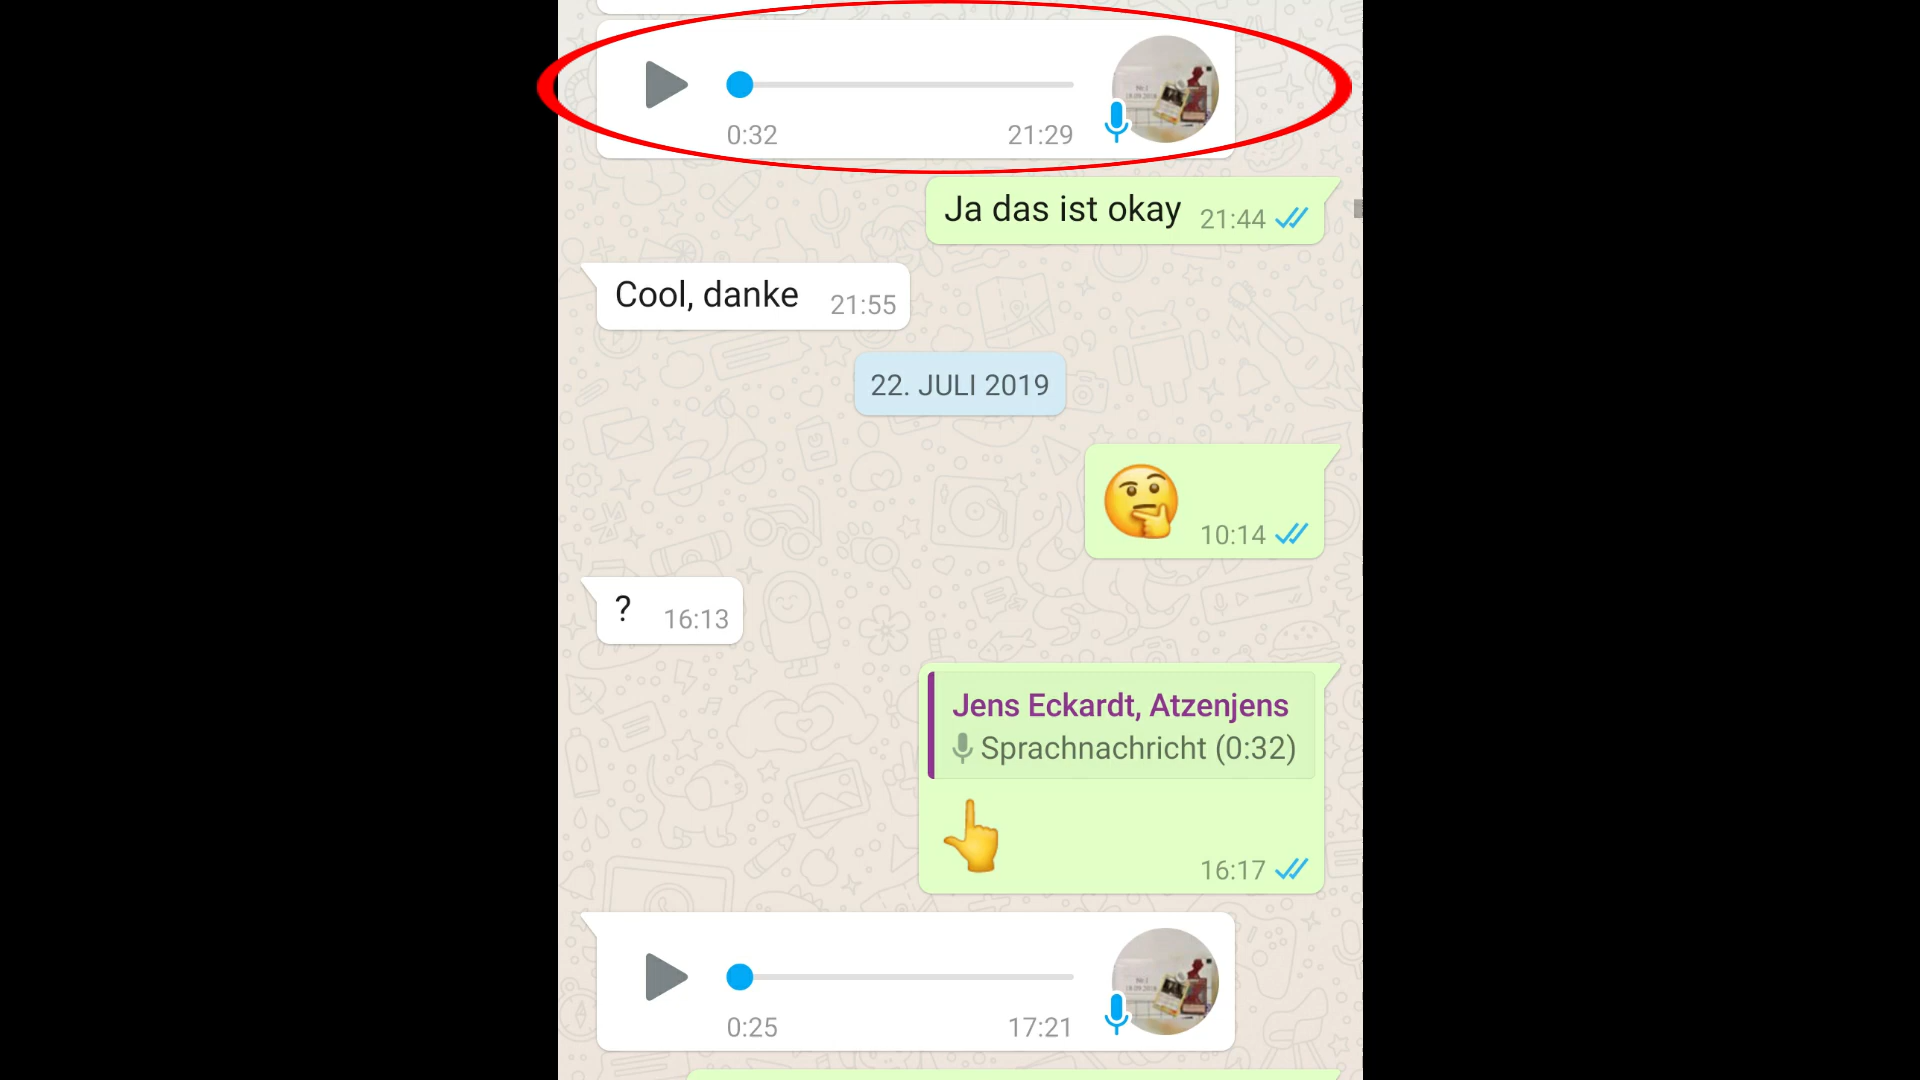 0:32 21:29
Ja das ist okay 21:44
Cool, danke 21:55
22. JULI 2019
10:14
? 16:13
Jens Eckardt, Atzenjens
Sprachnachricht (0:32)
16:17
0:25 17:21